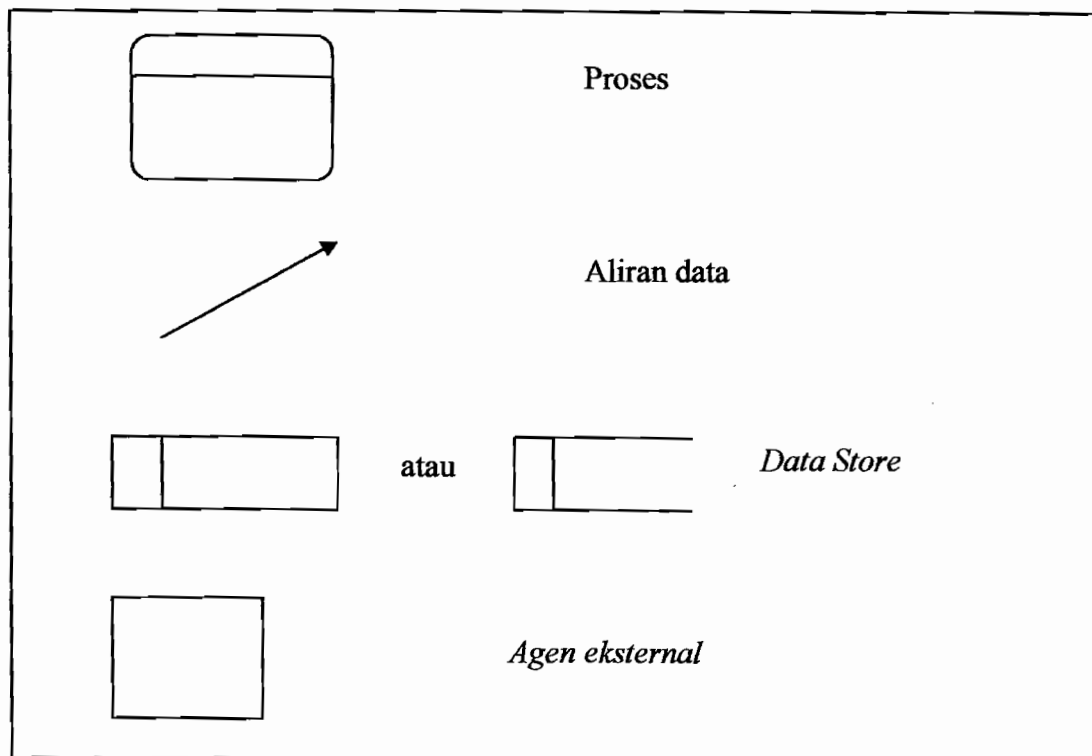 Proses
Aliran data
atau
Data Store
Agen eksternal